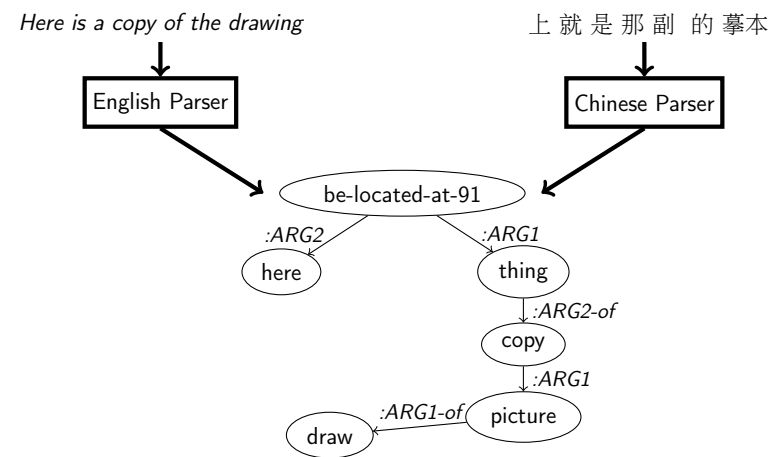 Here is a copy of the drawing
上 就 是 那 副 的 摹本
English Parser
Chinese Parser
be-located-at-91
:ARG2
:ARG1
here
thing
:ARG2-of
copy
:ARG1
:ARG1-of
picture
draw